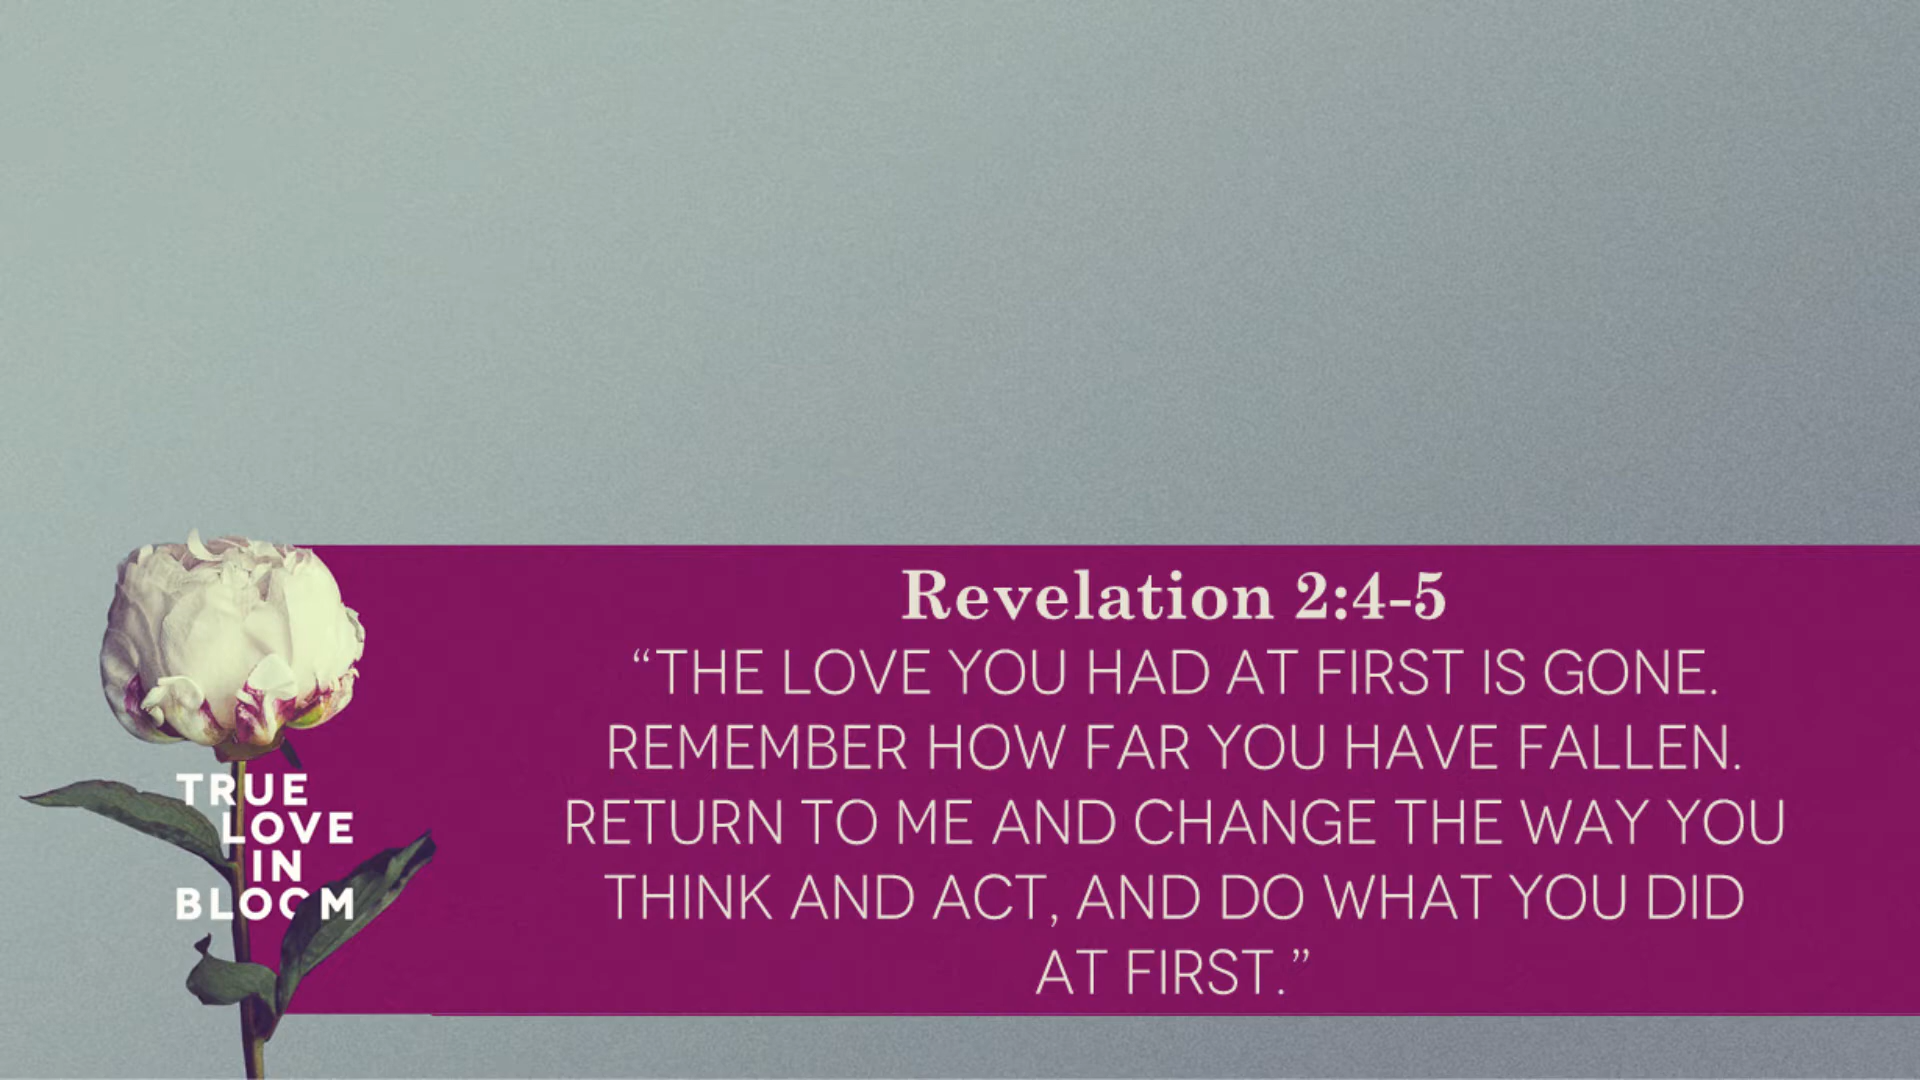 Revelation 2:4-5
“THE LOVE YOU HAD AT FIRST IS GONE.
REMEMBER HOW FAR YOU HAVE FALLEN.
RETURN TO ME AND CHANGE THE WAY YOU
THINK AND ACT, AND DO WHAT YOU DID
AT FIRST.”
TRUE
LOVE
IN
BLOOM